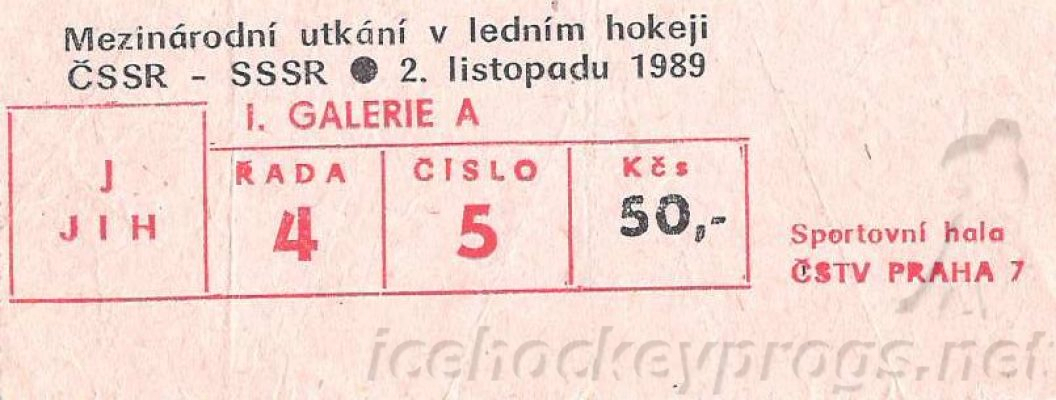 Mezinárodní utkání v ledním hokeji
ČSSR - SSSR ● 2. listopadu 1989
I. GALERIE A
J
JIH
ŘADA
4
ČÍSLO
5
Kčs
50,-
Sportovní hala
ČSTV PRAHA 7
icehockeyprogs.net